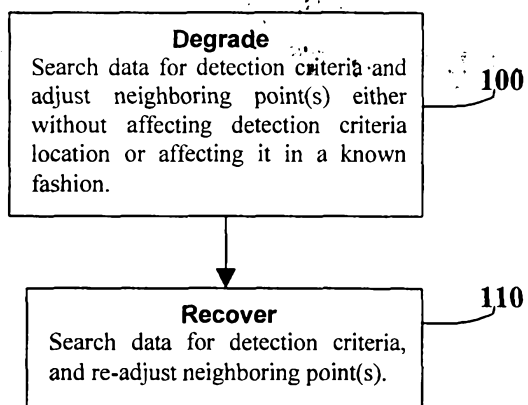 Degrade
Search data for detection criteria and
adjust neighboring point(s) either
without affecting detection criteria
location or affecting it in a known
fashion.
100
Recover
Search data for detection criteria,
and re-adjust neighboring point(s).
110